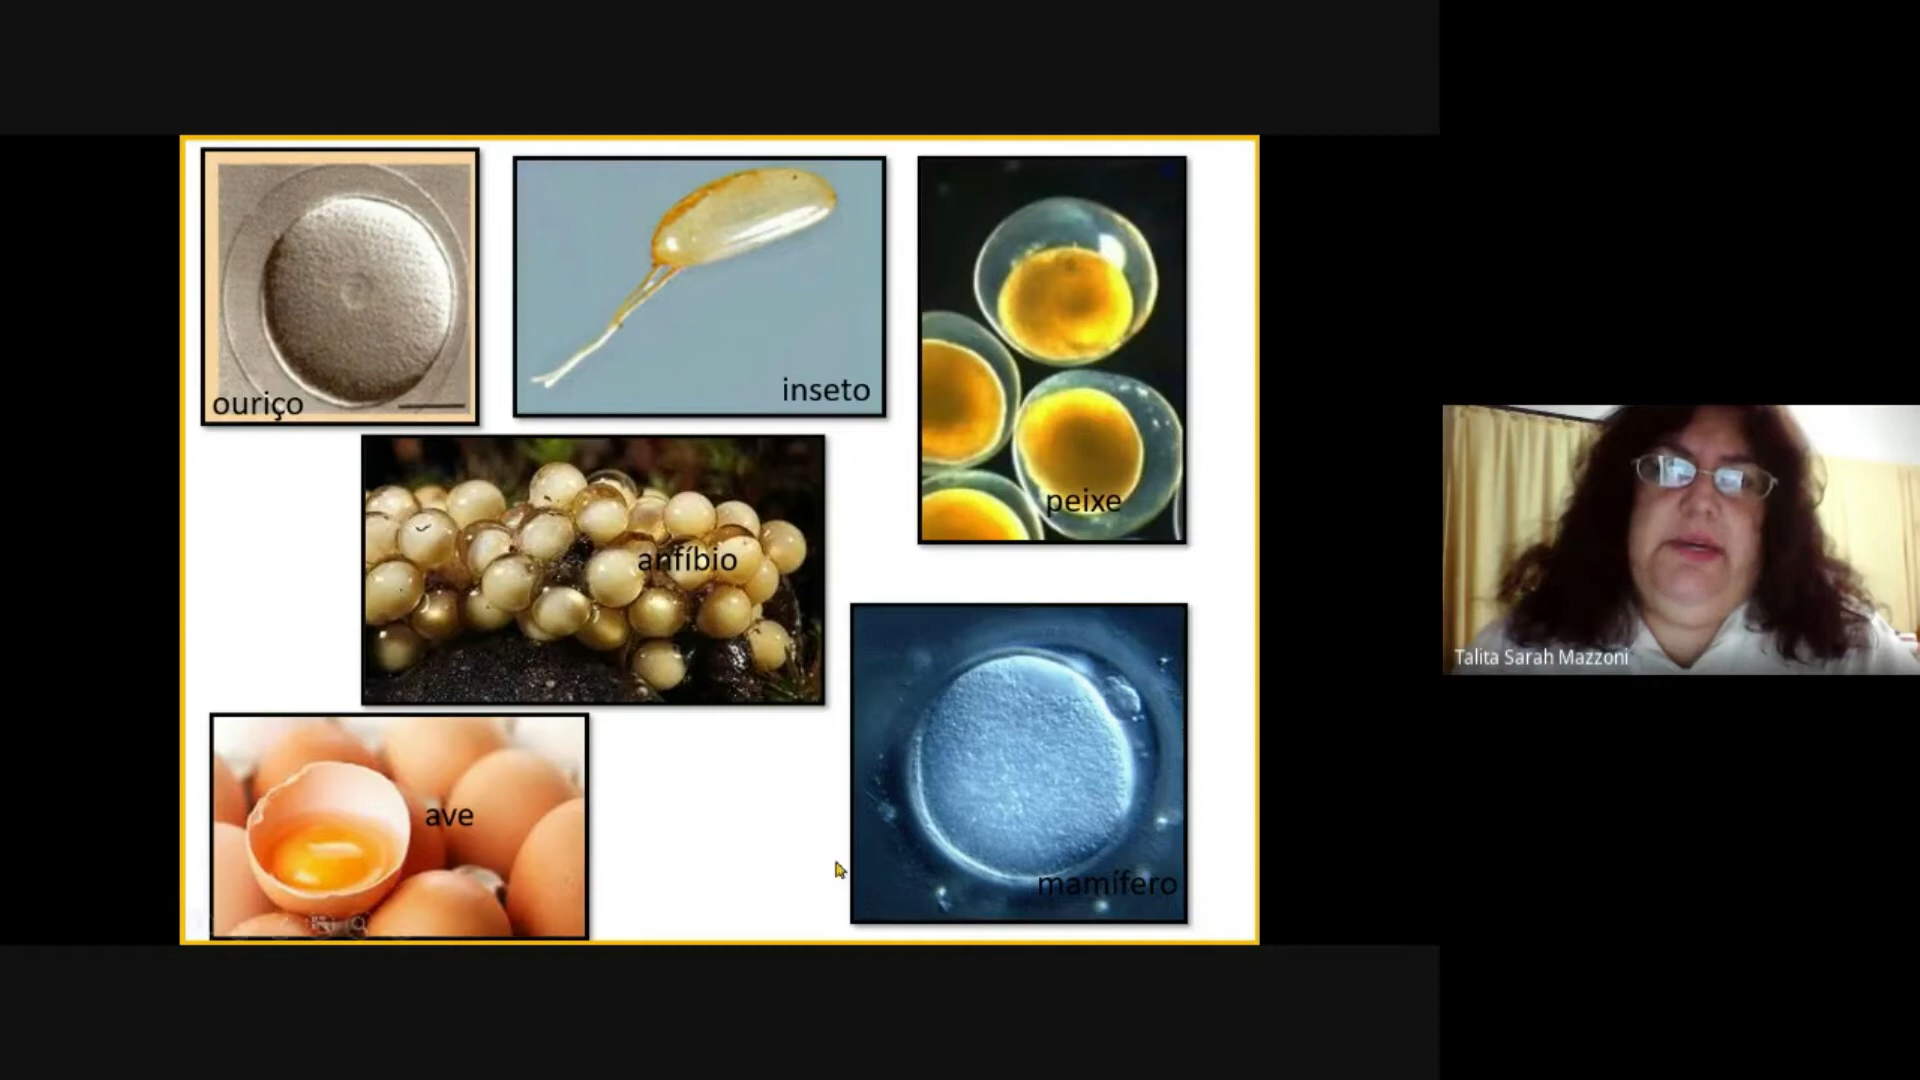 ouriço
inseto
peixe
anfíbio
ave
mamífero
Talita Sarah Mazzoni